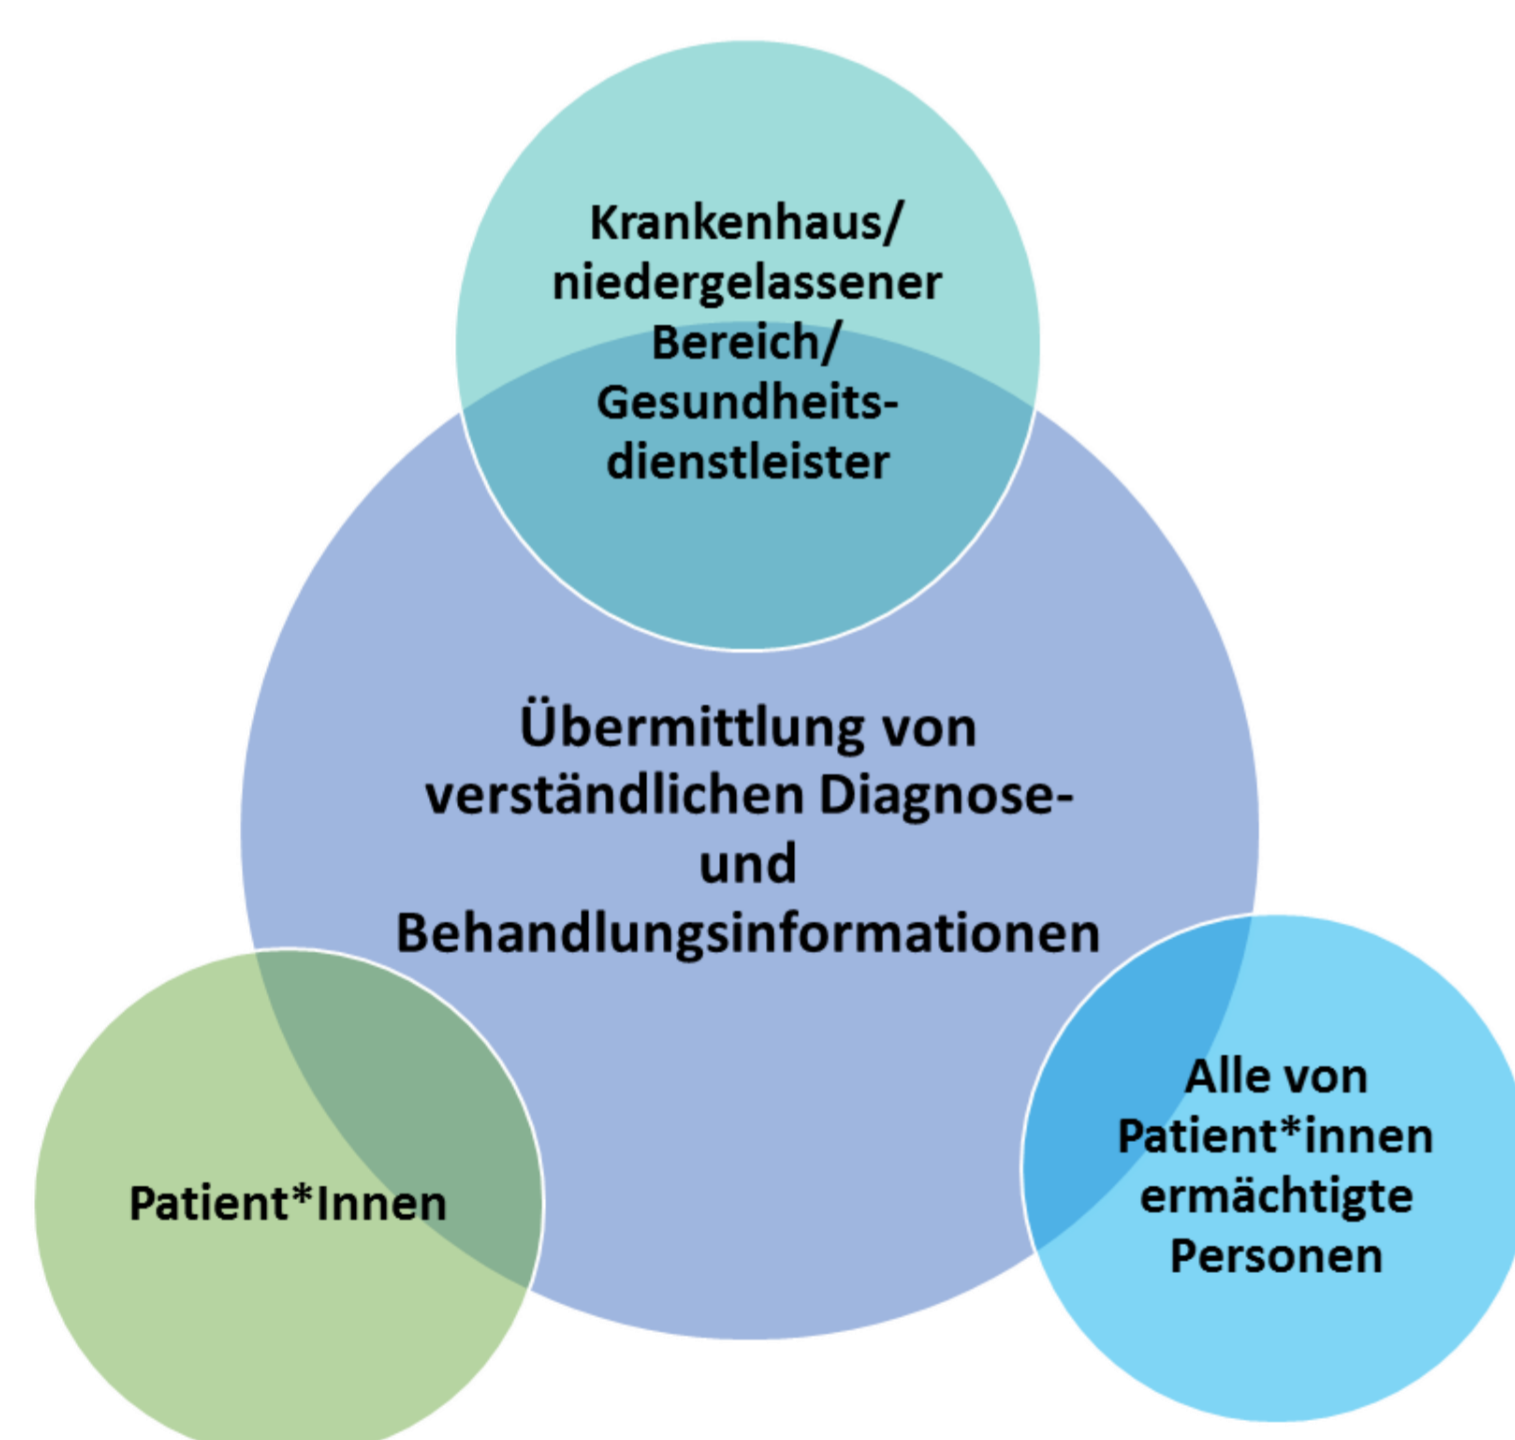 Krankenhaus/
niedergelassener
Bereich/
Gesundheits-
dienstleister
Übermittlung von
verständlichen Diagnose-
und
Behandlungsinformationen
Patient*Innen
Alle von
Patient*innen
ermächtigte
Personen